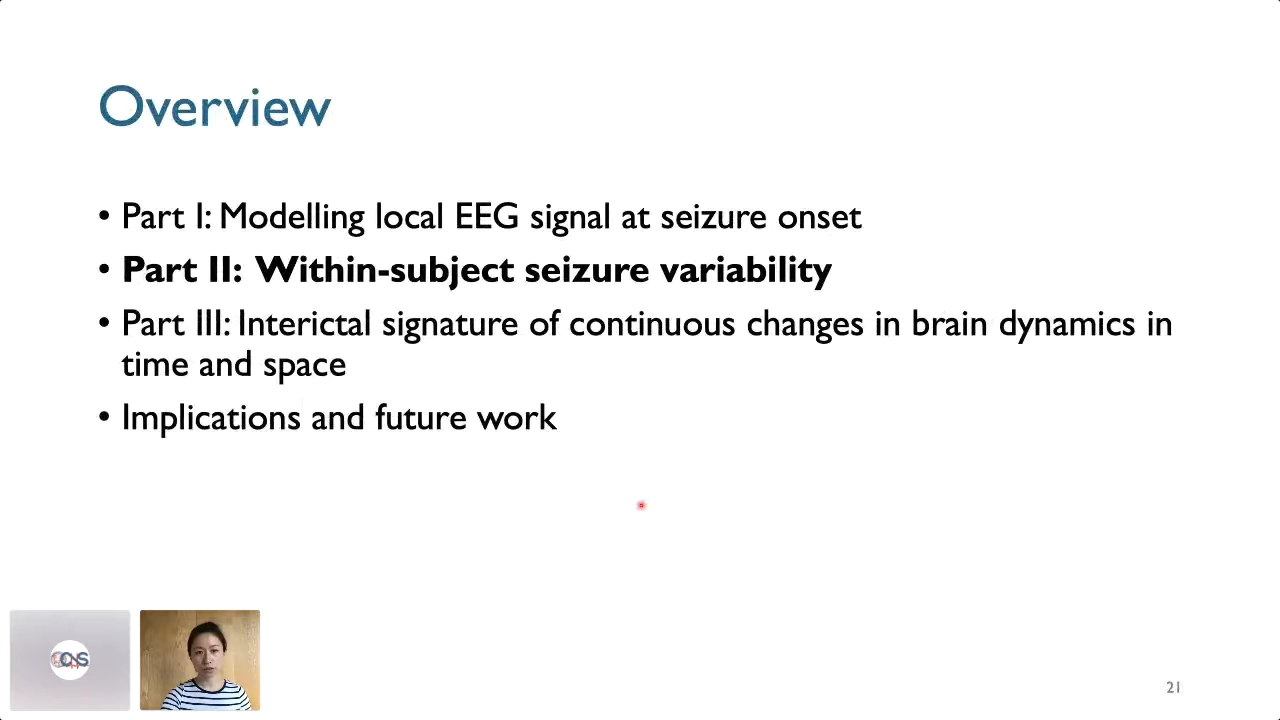 Overview
• Part I: Modelling local EEG signal at seizure onset
• Part II: Within-subject seizure variability
• Part III: Interictal signature of continuous changes in brain dynamics in
time and space
• Implications and future work
21